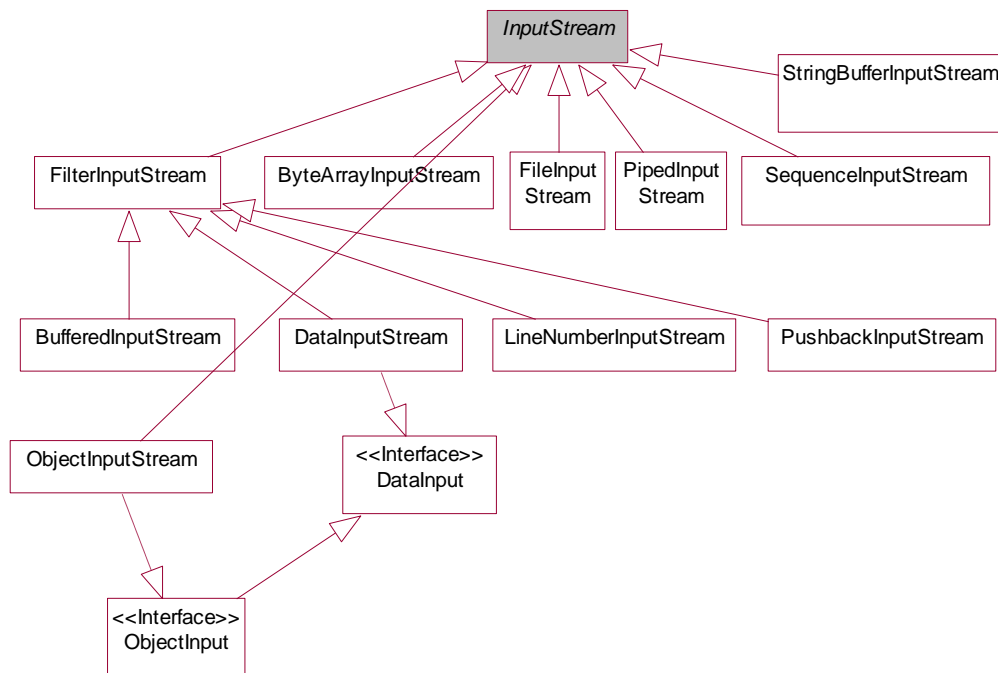 InputStream
StringBufferInputStream
FilterInputStream
ByteArrayInputStream
FileInput
Stream
PipedInput
Stream
SequenceInputStream
BufferedInputStream
DataInputStream
LineNumberInputStream
PushbackInputStream
ObjectInputStream
<<Interface>>
DataInput
<<Interface>>
ObjectInput